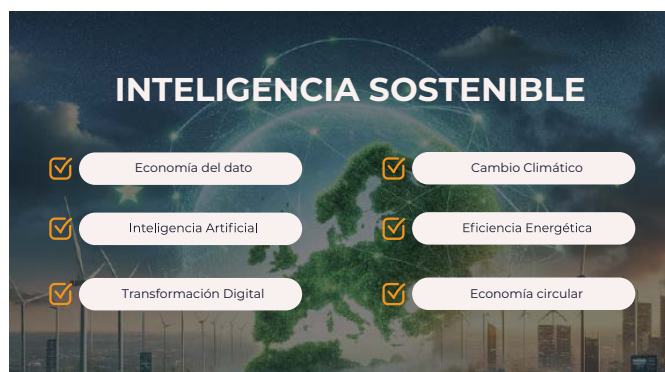 INTELIGENCIA SOSTENIBLE
Economía del dato
Cambio Climático
Inteligencia Artificial
Eficiencia Energética
Transformación Digital
Economía circular